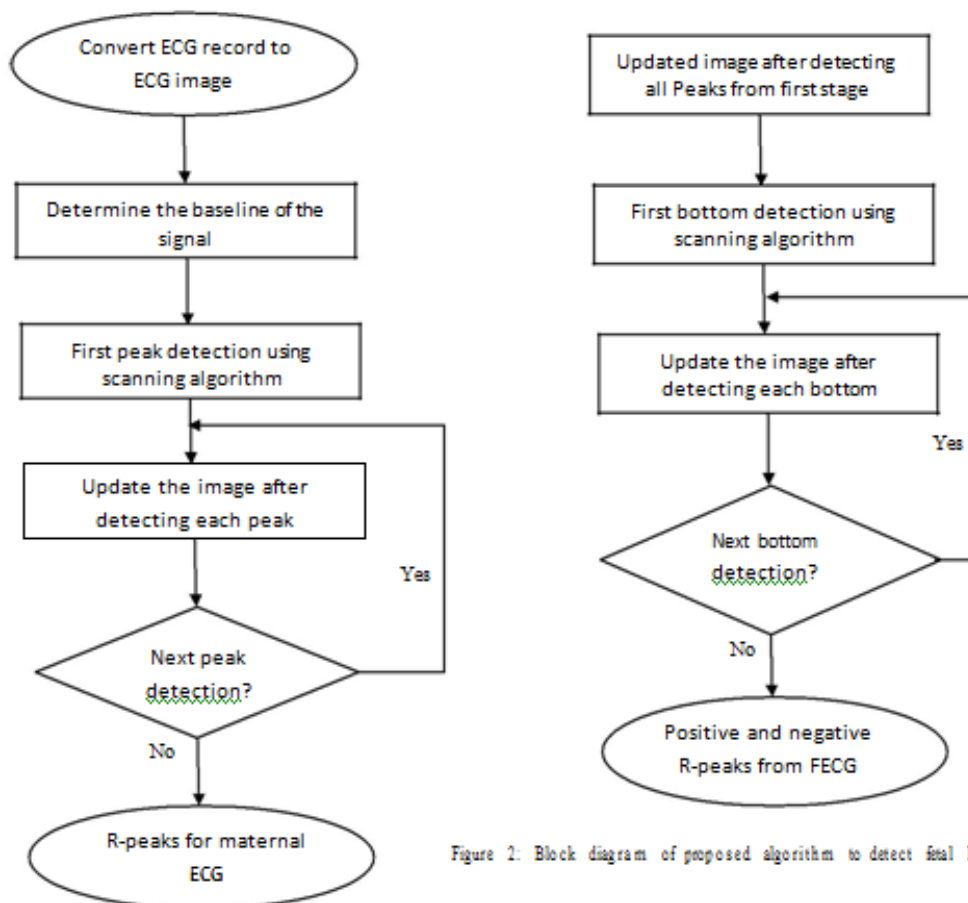 Convert ECG record to
ECG image
Determine the baseline of the
signal
First peak detection using
scanning algorithm
Update the image after
detecting each peak
Yes
Next peak
detection?
No
R-peaks for maternal
ECG
Updated image after detecting
all Peaks from first stage
First bottom detection using
scanning algorithm
Update the image after
detecting each bottom
Yes
Next bottom
detection?
No
Positive and negative
R-peaks from FECG
Figure 2: Block diagram of proposed algorithm to detect fetal